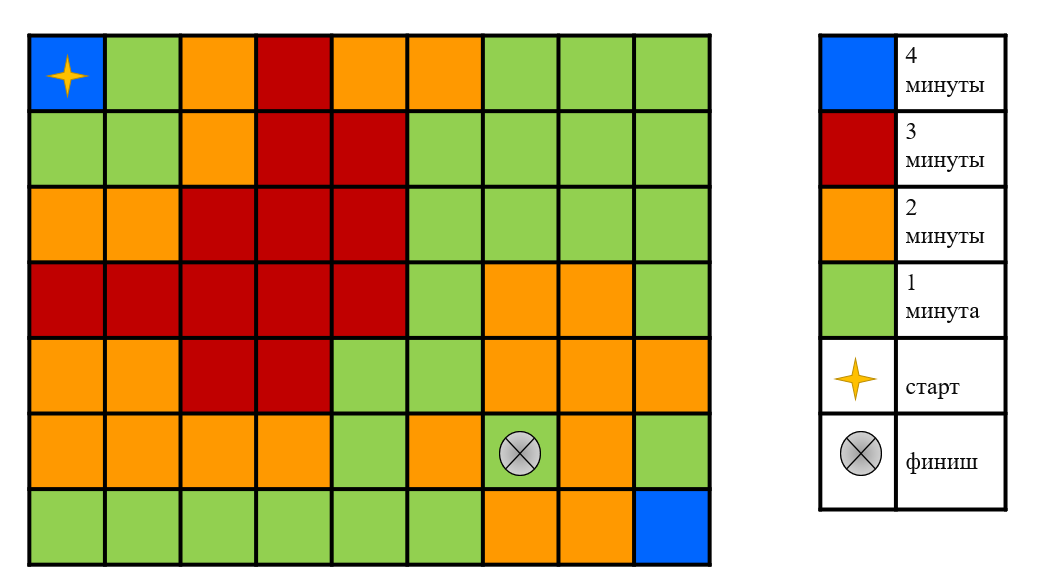 4
минуты
3
минуты
2
минуты
1
минута
старт
финиш